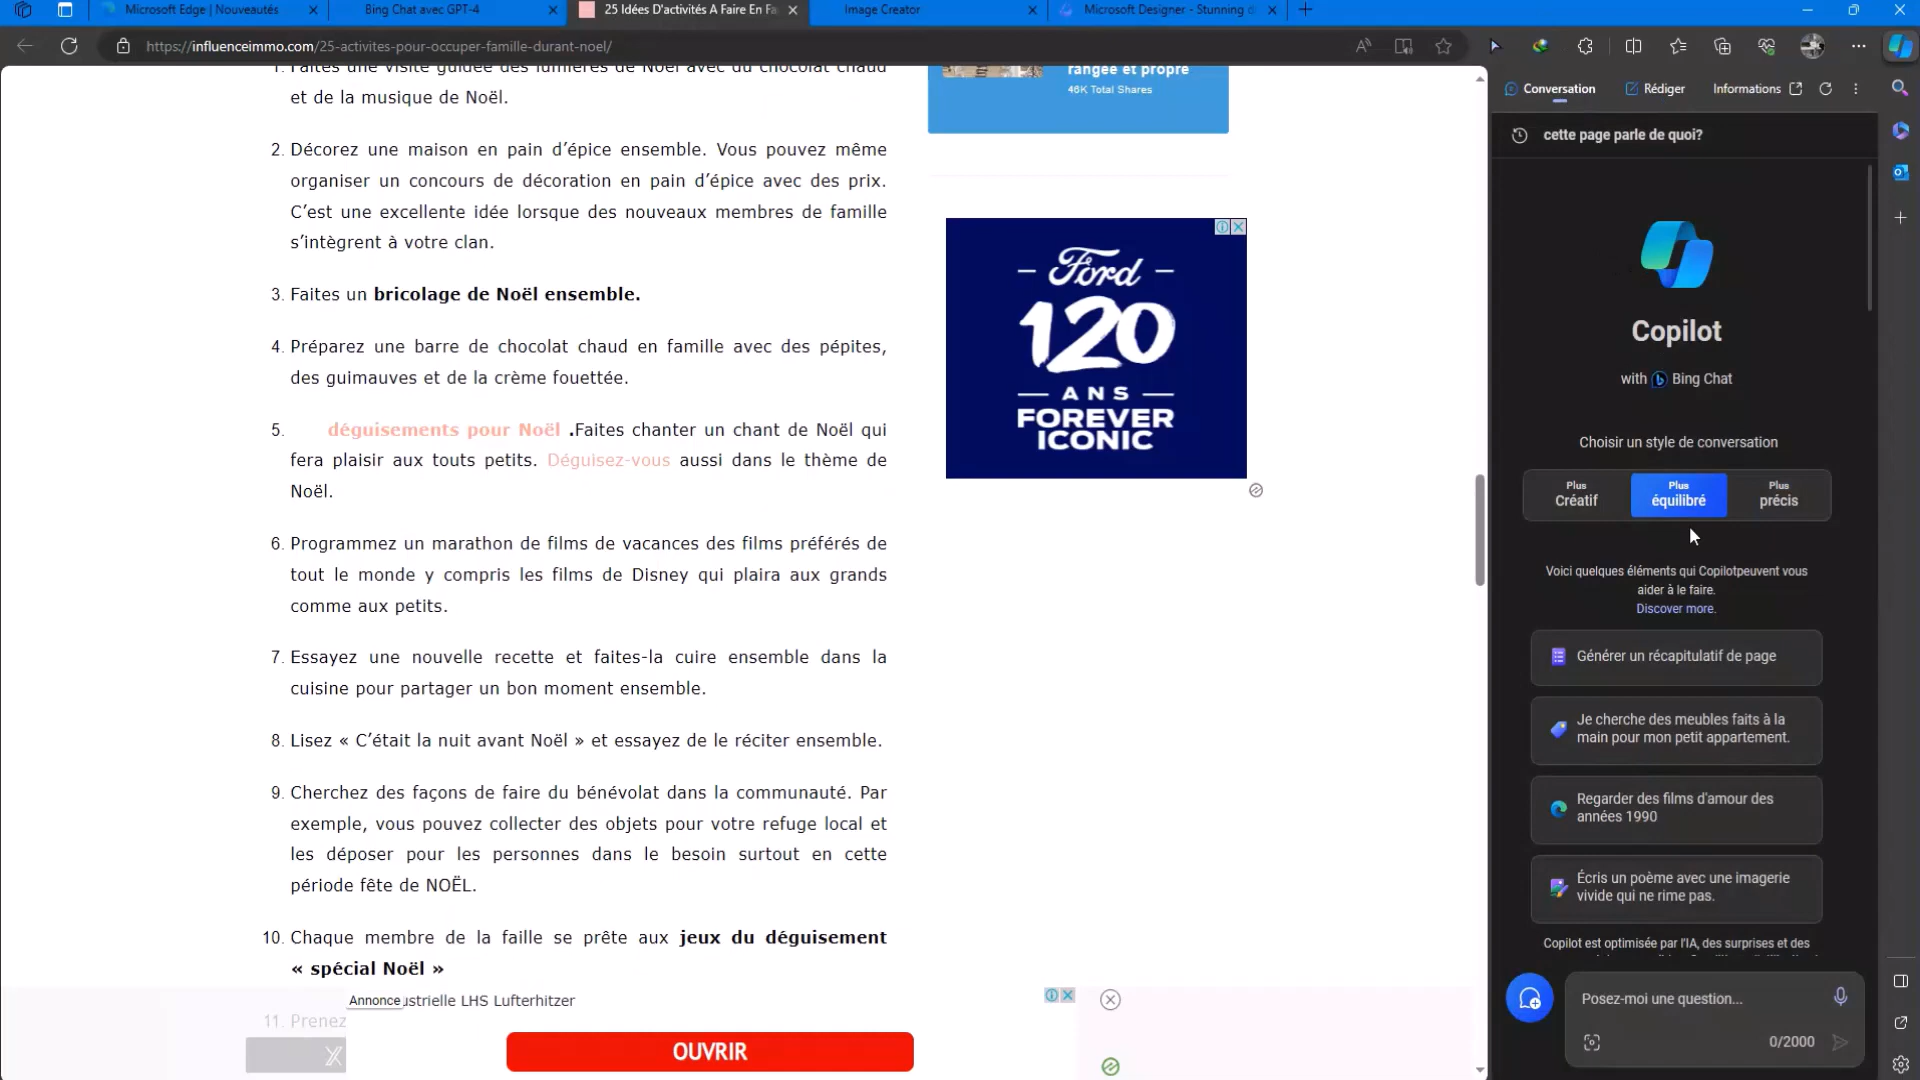 Microsoft Edge | Nouveautés
Bing Chat avec GPT-4
25 Idées D'activités A Faire En Fa
Image Creator
Microsoft Designer - Stunning d
https://influenceimmo.com/25-activites-pour-occuper-famille-durant-noel/
1. Faites une visite guidée des lumières de Noël avec du chocolat chaud
et de la musique de Noël.
2. Décorez une maison en pain d’épice ensemble. Vous pouvez même
organiser un concours de décoration en pain d’épice avec des prix.
C’est une excellente idée lorsque des nouveaux membres de famille
s’intègrent à votre clan.
3. Faites un bricolage de Noël ensemble.
4. Préparez une barre de chocolat chaud en famille avec des pépites,
des guimauves et de la crème fouettée.
5. déguisements pour Noël .Faites chanter un chant de Noël qui
fera plaisir aux touts petits. Déguisez-vous aussi dans le thème de
Noël.
6. Programmez un marathon de films de vacances des films préférés de
tout le monde y compris les films de Disney qui plaira aux grands
comme aux petits.
7. Essayez une nouvelle recette et faites-la cuire ensemble dans la
cuisine pour partager un bon moment ensemble.
8. Lisez « C’était la nuit avant Noël » et essayez de le réciter ensemble.
9. Cherchez des façons de faire du bénévolat dans la communauté. Par
exemple, vous pouvez collecter des objets pour votre refuge local et
les déposer pour les personnes dans le besoin surtout en cette
période fête de NOËL.
10. Chaque membre de la faille se prête aux jeux du déguisement
« spécial Noël »
11. Prenez
Annonce
ustrielle LHS Lufterhitzer
OUVRIR
rangée et propre
46K Total Shares
Ford
120
ANS
FOREVER
ICONIC
Conversation
Rédiger
Informations
cette page parle de quoi?
Copilot
with Bing Chat
Choisir un style de conversation
Plus
Créatif
Plus
équilibré
Plus
précis
Voici quelques éléments qui Copilotpeuvent vous
aider à le faire.
Discover more.
Générer un récapitulatif de page
Je cherche des meubles faits à la
main pour mon petit appartement.
Regarder des films d'amour des
années 1990
Écris un poème avec une imagerie
vivide qui ne rime pas.
Copilot est optimisée par l'IA, des surprises et des
Posez-moi une question...
0/2000